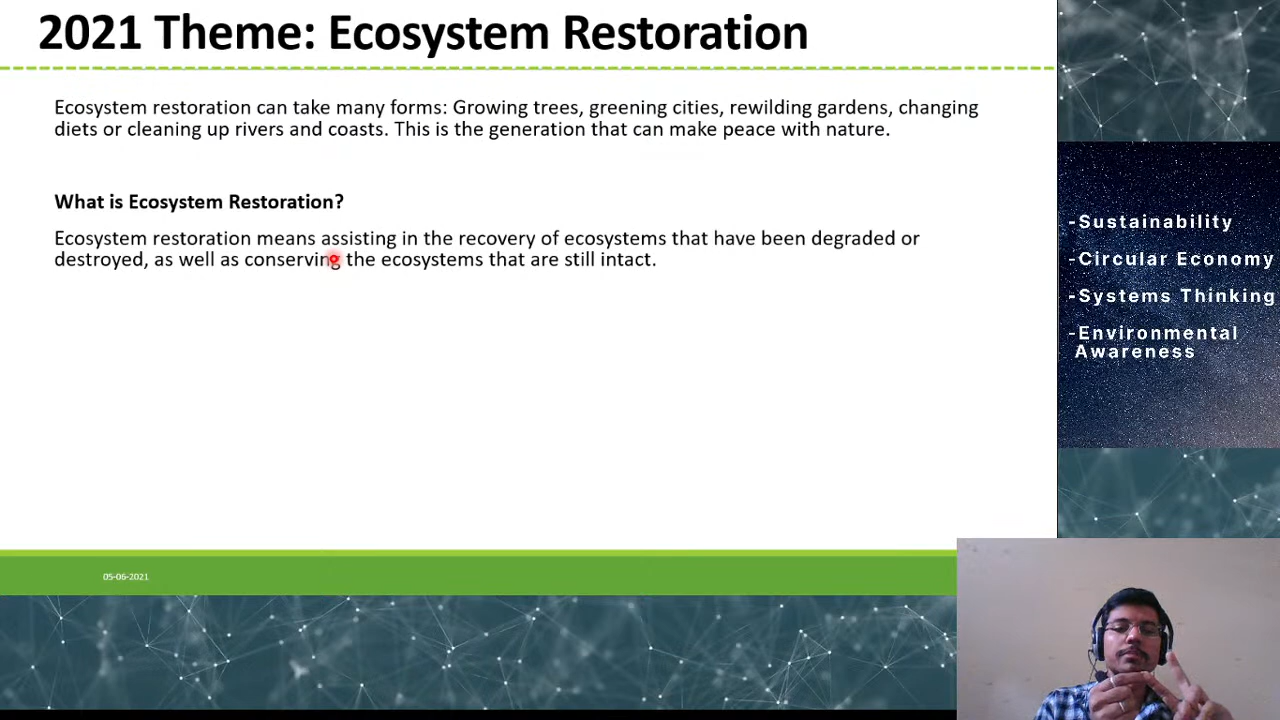 2021 Theme: Ecosystem Restoration
Ecosystem restoration can take many forms: Growing trees, greening cities, rewilding gardens, changing
diets or cleaning up rivers and coasts. This is the generation that can make peace with nature.
What is Ecosystem Restoration?
Ecosystem restoration means assisting in the recovery of ecosystems that have been degraded or
destroyed, as well as conserving the ecosystems that are still intact.
05-06-2021
-Sustainability
-Circular Economy
-Systems Thinking
-Environmental
Awareness